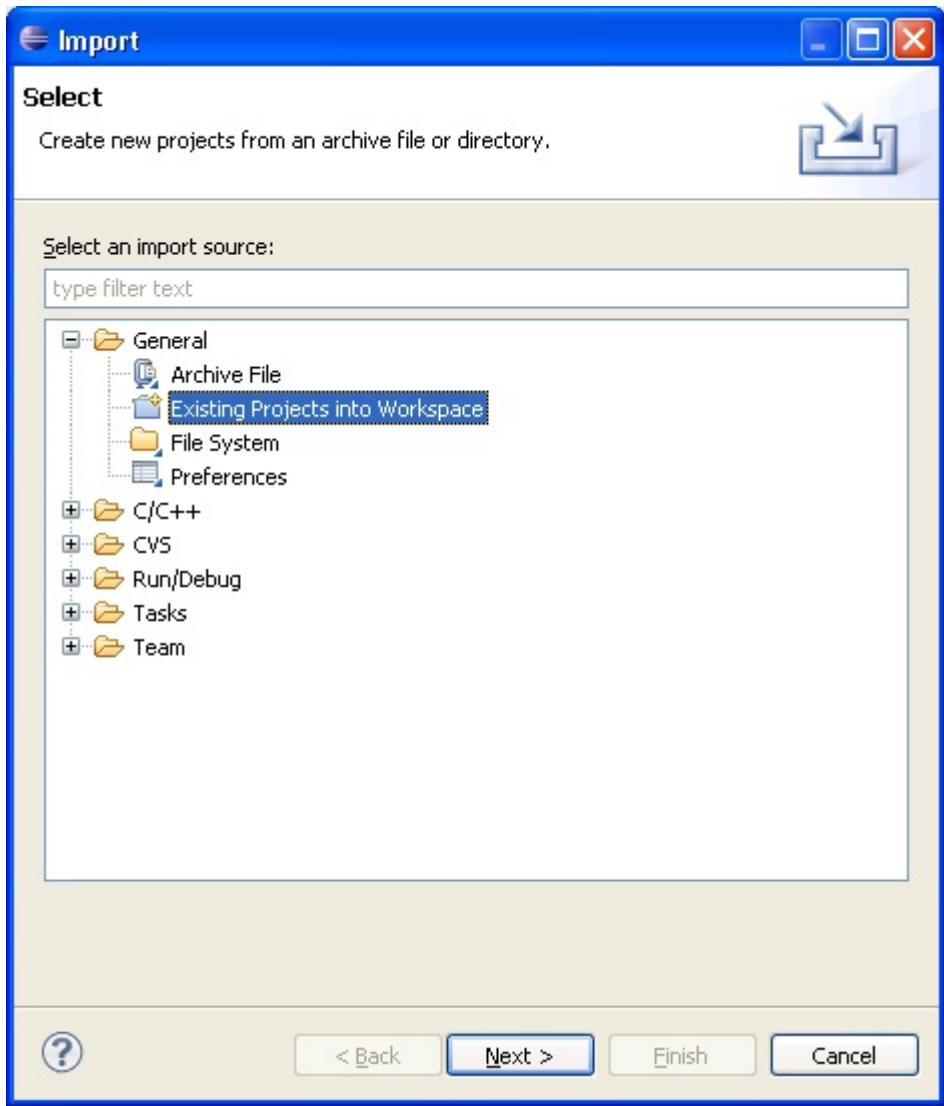 Import
Select
Create new projects from an archive file or directory.
Select an import source:
type filter text
General
Archive File
Existing Projects into Workspace
File System
Preferences
C/C++
CVS
Run/Debug
Tasks
Team
? < Back Next > Finish Cancel